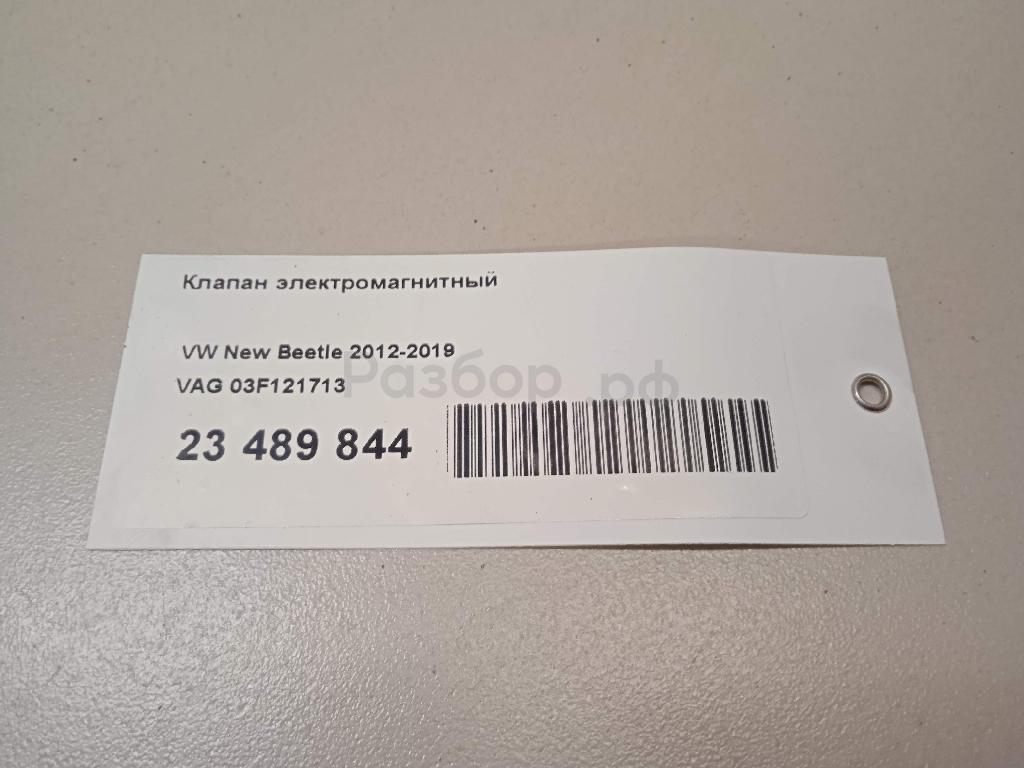 Клапан электромагнитный
VW New Beetle 2012-2019
VAG 03F121713
Разбор.рф
23 489 844